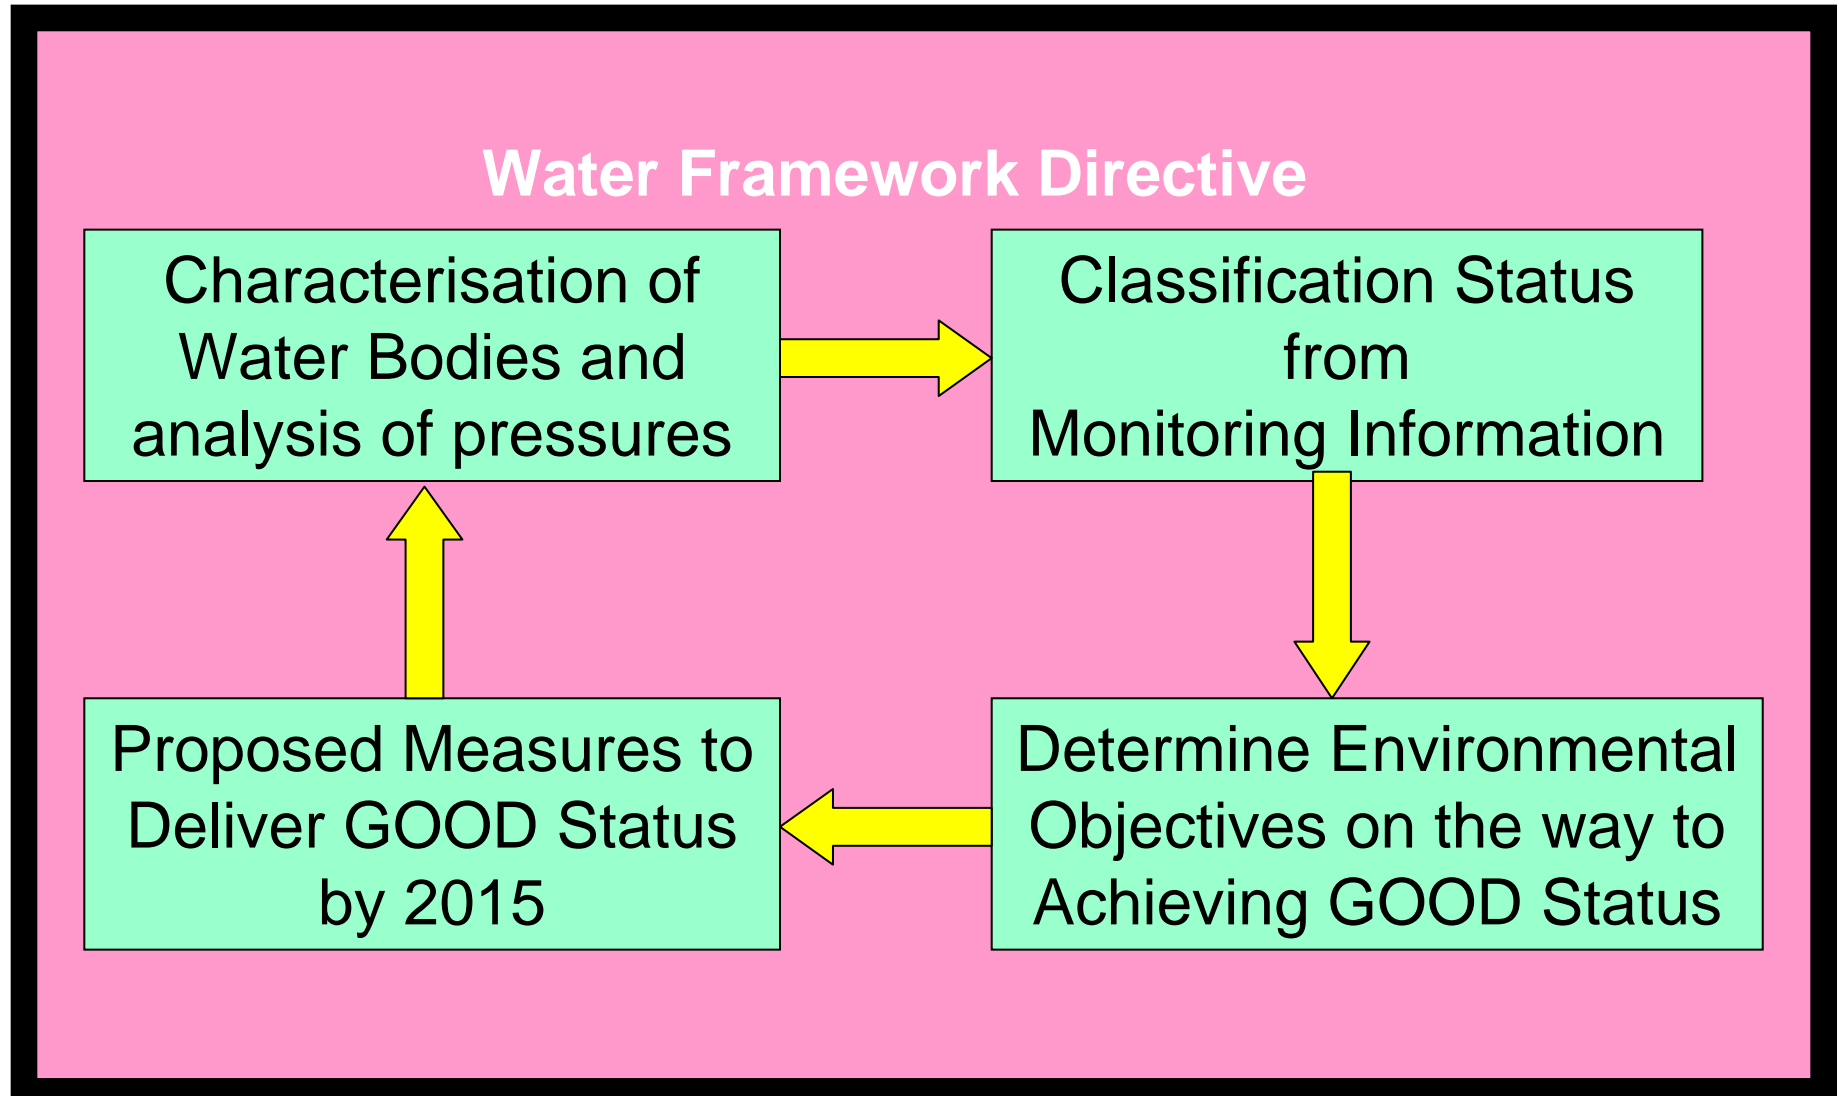 Water Framework Directive
Characterisation of
Water Bodies and
analysis of pressures
Classification Status
from
Monitoring Information
Proposed Measures to
Deliver GOOD Status
by 2015
Determine Environmental
Objectives on the way to
Achieving GOOD Status